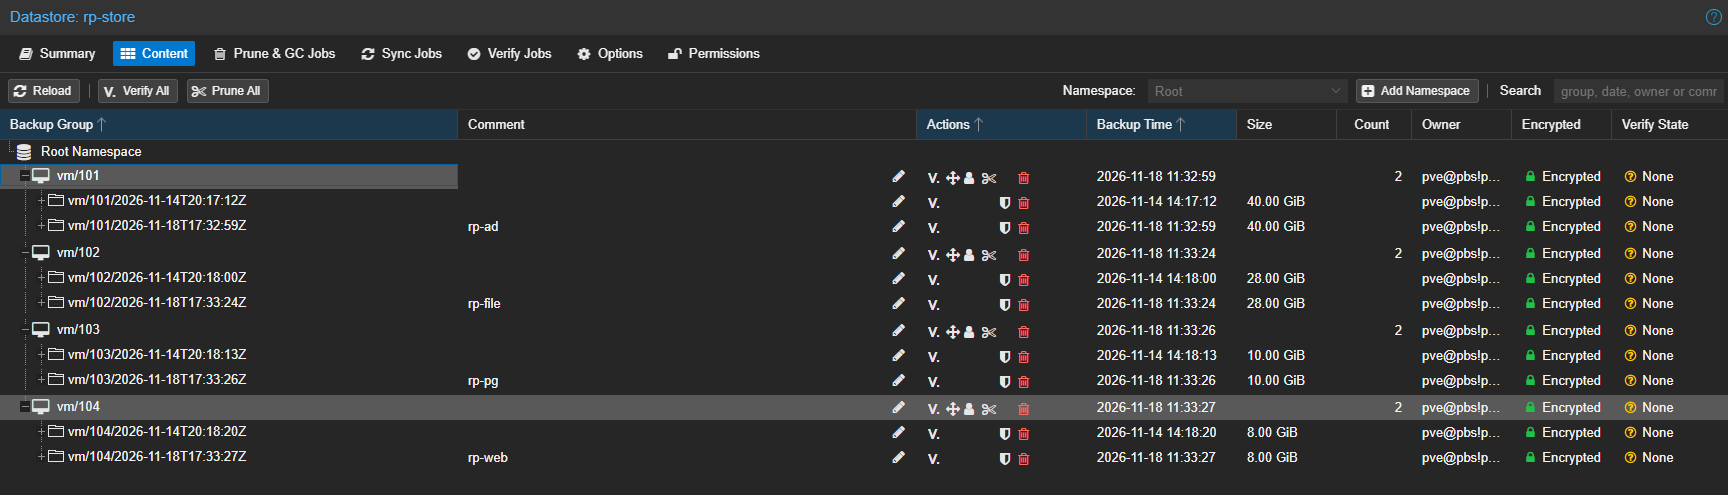 Datastore: rp-store
Summary Content Prune & GC Jobs Sync Jobs Verify Jobs Options Permissions
Reload V. Verify All Prune All Namespace: Root Add Namespace Search group, date, owner or comr
Backup Group Comment Actions Backup Time Size Count Owner Encrypted Verify State
Root Namespace
vm/101 V. 2026-11-18 11:32:59 2 pve@pbs!p... Encrypted None
vm/101/2026-11-14T20:17:12Z V. 2026-11-14 14:17:12 40.00 GiB pve@pbs!p... Encrypted None
vm/101/2026-11-18T17:32:59Z rp-ad V. 2026-11-18 11:32:59 40.00 GiB pve@pbs!p... Encrypted None
vm/102 V. 2026-11-18 11:33:24 2 pve@pbs!p... Encrypted None
vm/102/2026-11-14T20:18:00Z V. 2026-11-14 14:18:00 28.00 GiB pve@pbs!p... Encrypted None
vm/102/2026-11-18T17:33:24Z rp-file V. 2026-11-18 11:33:24 28.00 GiB pve@pbs!p... Encrypted None
vm/103 V. 2026-11-18 11:33:26 2 pve@pbs!p... Encrypted None
vm/103/2026-11-14T20:18:13Z V. 2026-11-14 14:18:13 10.00 GiB pve@pbs!p... Encrypted None
vm/103/2026-11-18T17:33:26Z rp-pg V. 2026-11-18 11:33:26 10.00 GiB pve@pbs!p... Encrypted None
vm/104 V. 2026-11-18 11:33:27 2 pve@pbs!p... Encrypted None
vm/104/2026-11-14T20:18:20Z V. 2026-11-14 14:18:20 8.00 GiB pve@pbs!p... Encrypted None
vm/104/2026-11-18T17:33:27Z rp-web V. 2026-11-18 11:33:27 8.00 GiB pve@pbs!p... Encrypted None